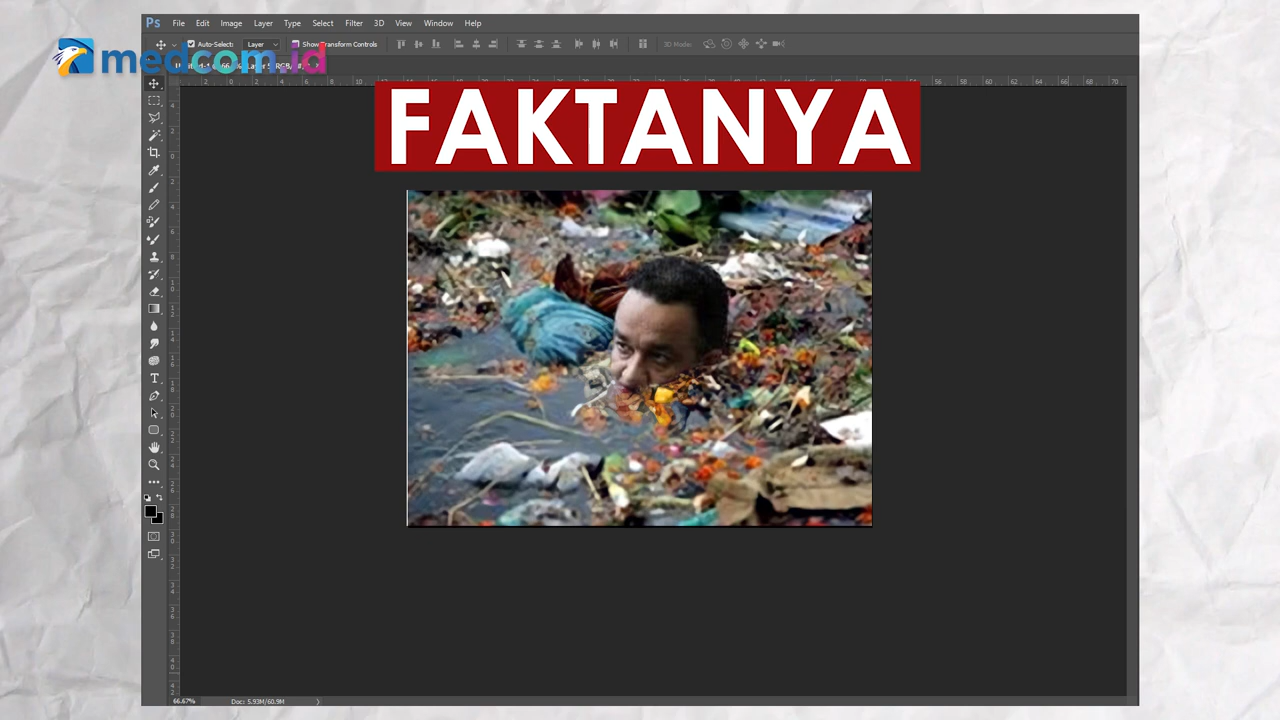 Ps File Edit Image Layer Type Select Filter 3D View Window Help
Auto-Select: Layer Show Transform Controls 3D Mode:
medcom.id
FAKTANYA
66.67% Doc: 5.93M/60.9M